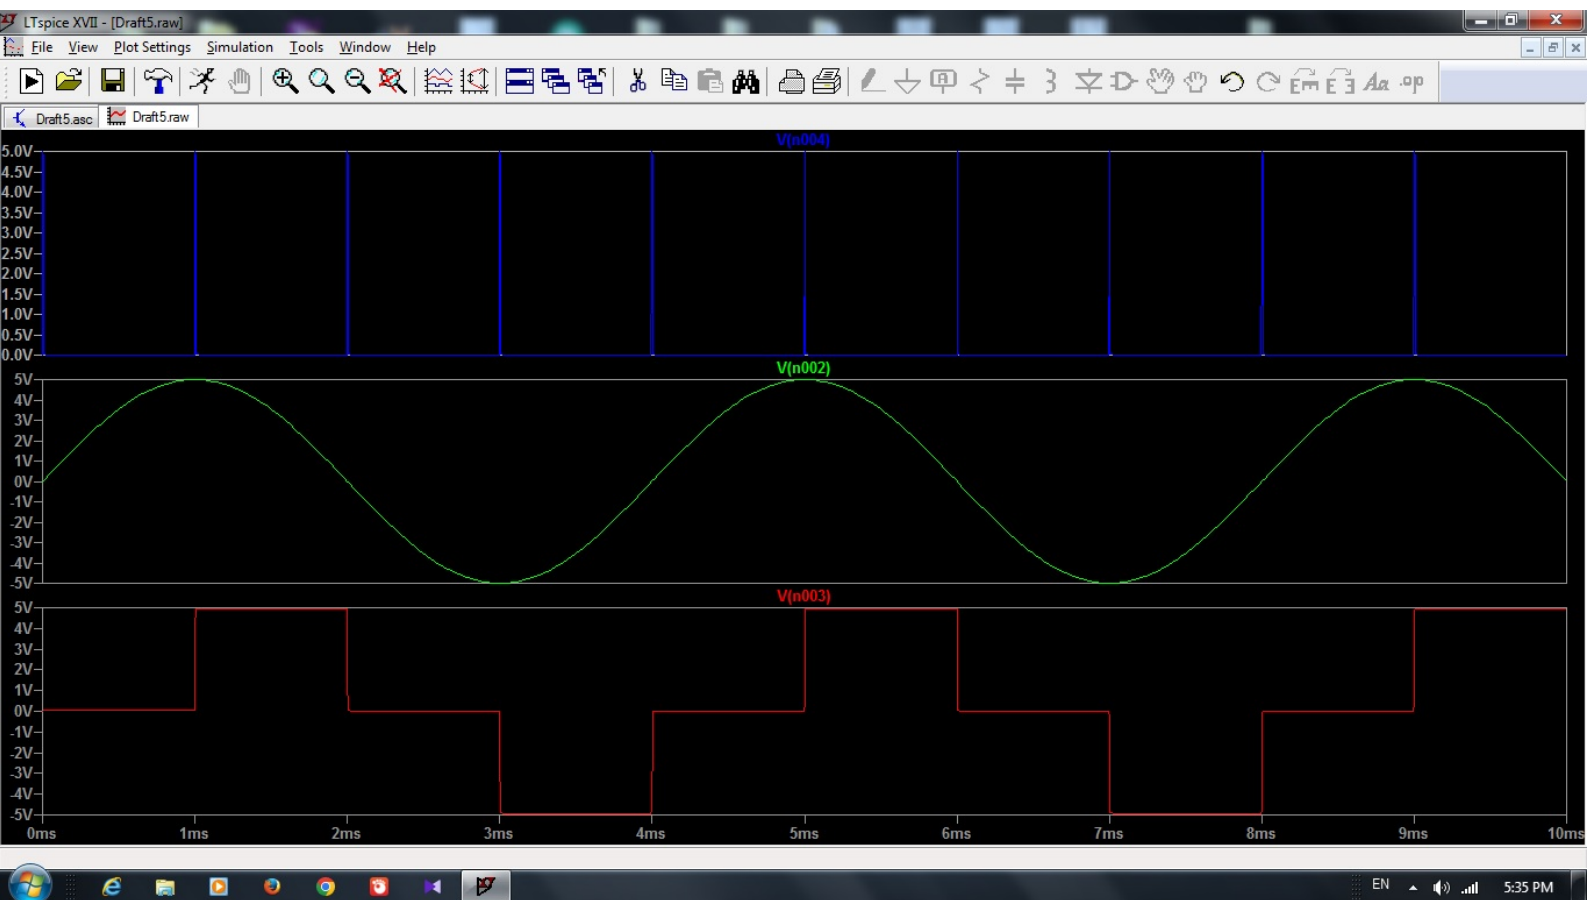 LTspice XVII - [Draft5.raw]
File View Plot Settings Simulation Tools Window Help
Draft5.asc Draft5.raw
V(n004)
5.0V
4.5V
4.0V
3.5V
3.0V
2.5V
2.0V
1.5V
1.0V
0.5V
0.0V
V(n002)
5V
4V
3V
2V
1V
0V
-1V
-2V
-3V
-4V
-5V
V(n003)
5V
4V
3V
2V
1V
0V
-1V
-2V
-3V
-4V
-5V
0ms 1ms 2ms 3ms 4ms 5ms 6ms 7ms 8ms 9ms 10ms
EN 5:35 PM